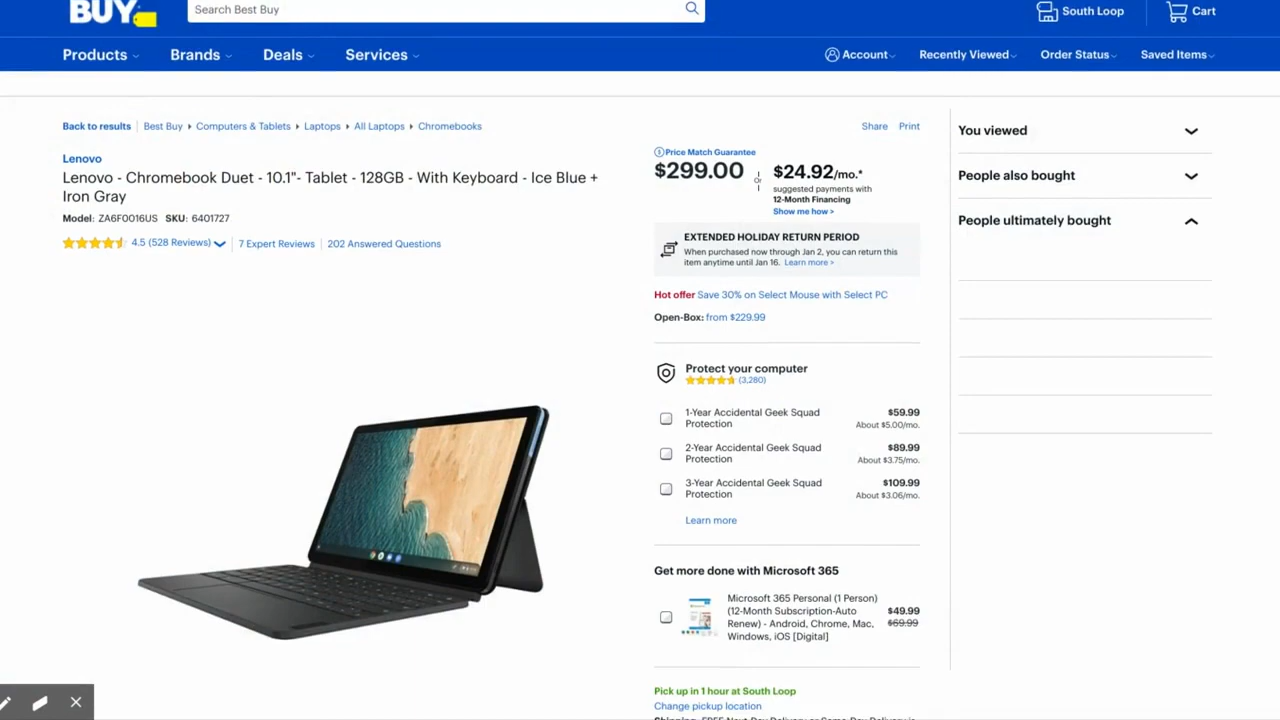 BUY
Search Best Buy
South Loop
Cart
Products
Brands
Deals
Services
Account
Recently Viewed
Order Status
Saved Items
Back to results
Best Buy
Computers & Tablets
Laptops
All Laptops
Chromebooks
Share
Print
Lenovo
Lenovo - Chromebook Duet - 10.1"- Tablet - 128GB - With Keyboard - Ice Blue +
Iron Gray
Model: ZA6F0016US SKU: 6401727
4.5 (528 Reviews)
7 Expert Reviews
202 Answered Questions
Price Match Guarantee
$299.00
or
$24.92/mo.*
suggested payments with
12-Month Financing
Show me how >
EXTENDED HOLIDAY RETURN PERIOD
When purchased now through Jan 2, you can return this
item anytime until Jan 16. Learn more >
Hot offer Save 30% on Select Mouse with Select PC
Open-Box: from $229.99
Protect your computer
(3,280)
1-Year Accidental Geek Squad
Protection
$59.99
About $5.00/mo.
2-Year Accidental Geek Squad
Protection
$89.99
About $3.75/mo.
3-Year Accidental Geek Squad
Protection
$109.99
About $3.06/mo.
Learn more
Get more done with Microsoft 365
Microsoft 365 Personal (1 Person)
(12-Month Subscription-Auto
Renew) - Android, Chrome, Mac,
Windows, iOS [Digital]
$49.99
$69.99
Pick up in 1 hour at South Loop
Change pickup location
You viewed
People also bought
People ultimately bought